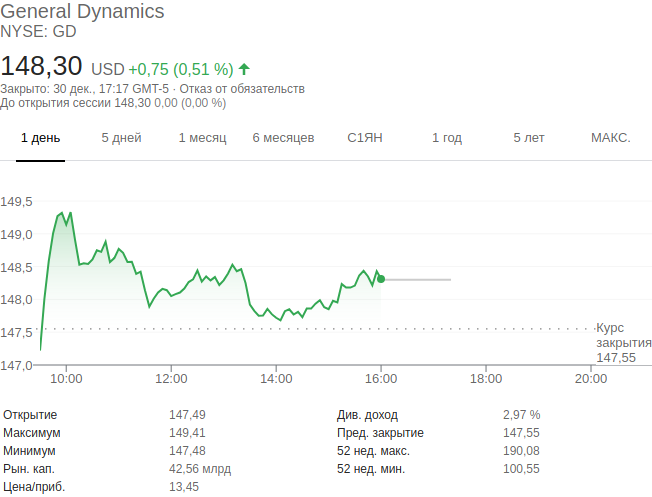 General Dynamics
NYSE: GD
148,30 USD +0,75 (0,51 %)
Закрыто: 30 дек., 17:17 GMT-5 · Отказ от обязательств
До открытия сессии 148,30 0,00 (0,00 %)
1 день 5 дней 1 месяц 6 месяцев С1ЯН 1 год 5 лет МАКС.
149,5
149,0
148,5
148,0
147,5
147,0
Курс
закрытия
147,55
10:00 12:00 14:00 16:00 18:00 20:00
Открытие 147,49 Див. доход 2,97 %
Максимум 149,41 Пред. закрытие 147,55
Минимум 147,48 52 нед. макс. 190,08
Рын. кап. 42,56 млрд 52 нед. мин. 100,55
Цена/приб. 13,45